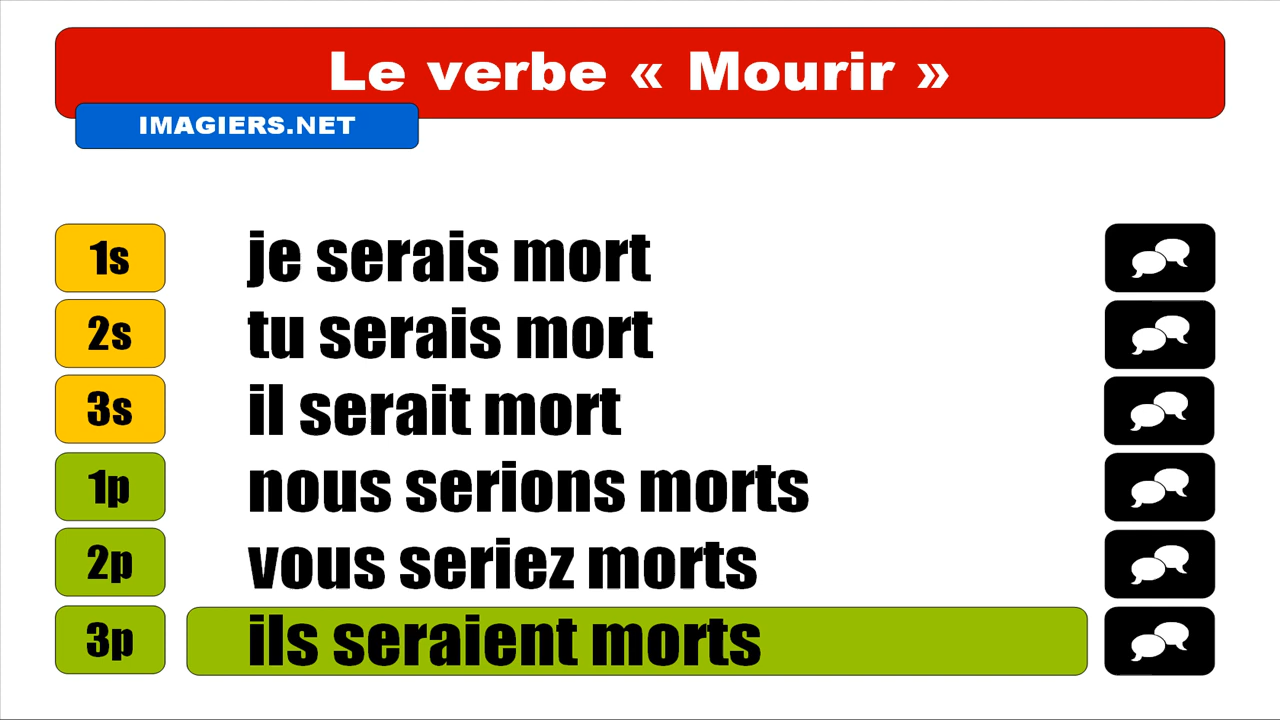 Le verbe « Mourir »
IMAGIERS.NET
1s je serais mort
2s tu serais mort
3s il serait mort
1p nous serions morts
2p vous seriez morts
3p ils seraient morts